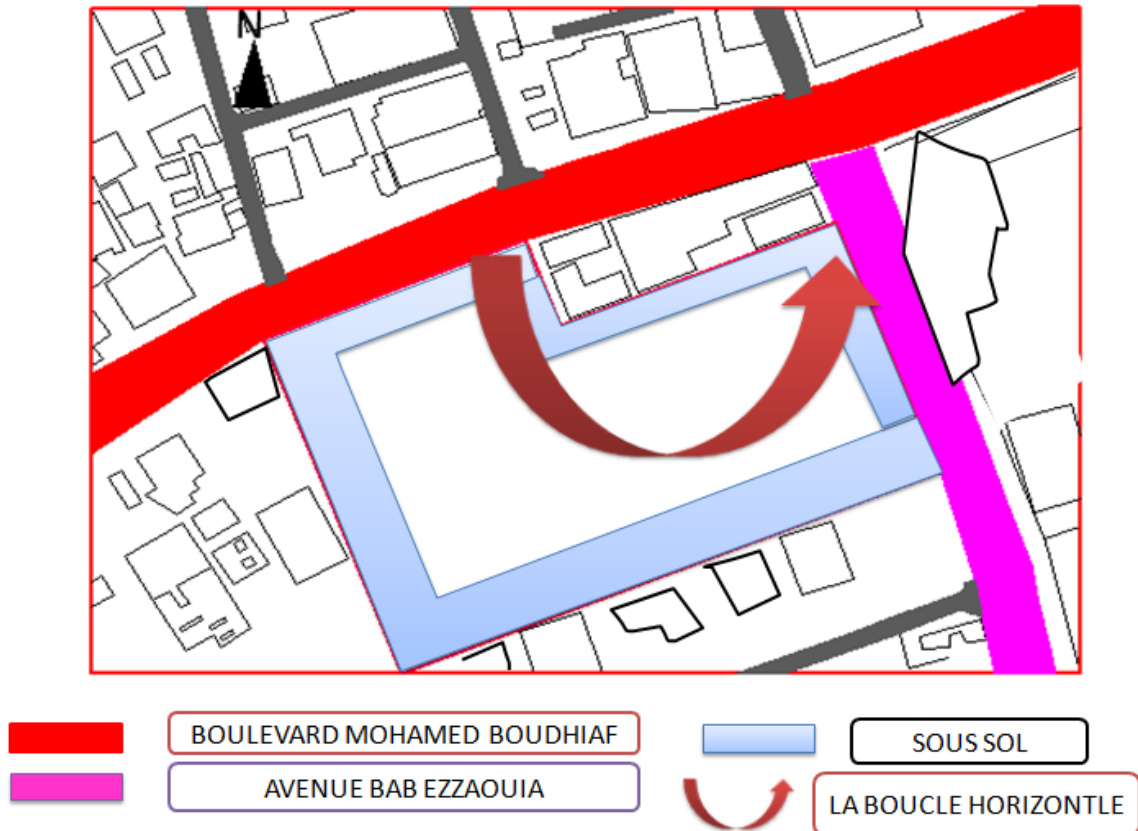 N
BOULEVARD MOHAMED BOUDHIAF
SOUS SOL
AVENUE BAB EZZAOUIA
LA BOUCLE HORIZONTLE